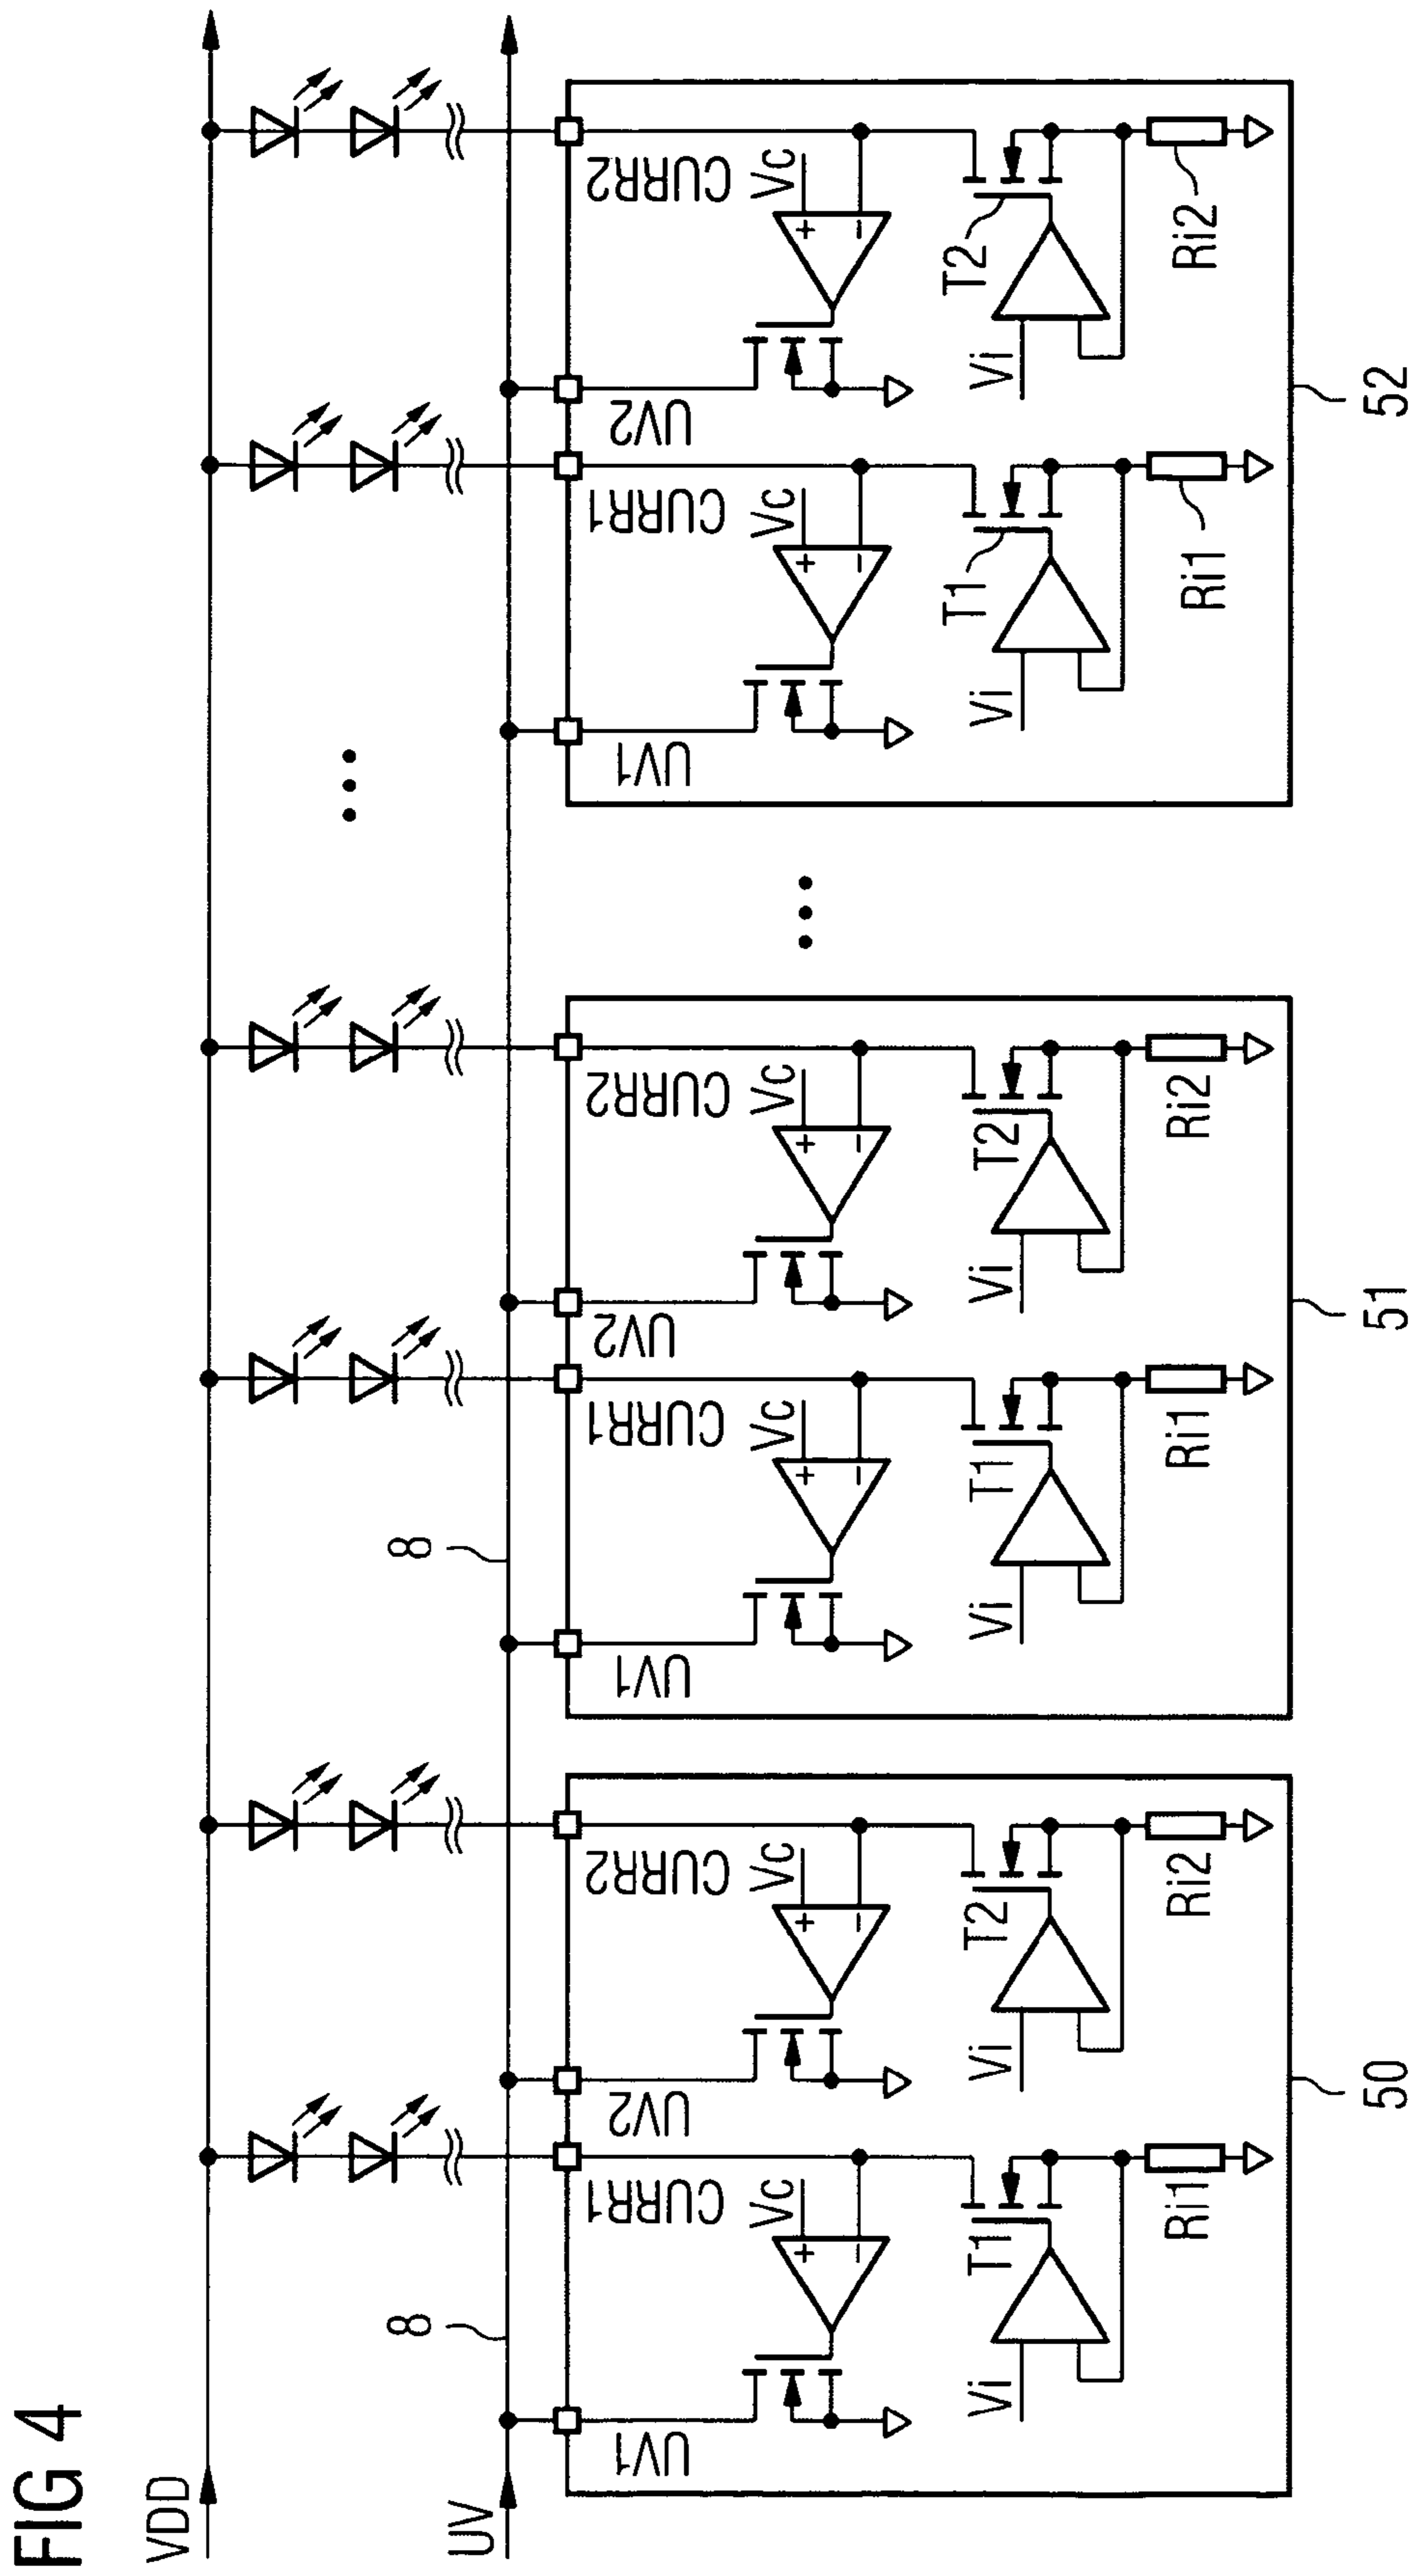 FIG 4
VDD
UV
8
8
UV1
CURR1
Vc
+
−
Vi
T1
Ri1
UV2
CURR2
Vc
+
−
Vi
T2
Ri2
50
UV1
CURR1
Vc
+
−
Vi
T1
Ri1
UV2
CURR2
Vc
+
−
Vi
T2
Ri2
51
UV1
CURR1
Vc
+
−
Vi
T1
Ri1
UV2
CURR2
Vc
+
−
Vi
T2
Ri2
52